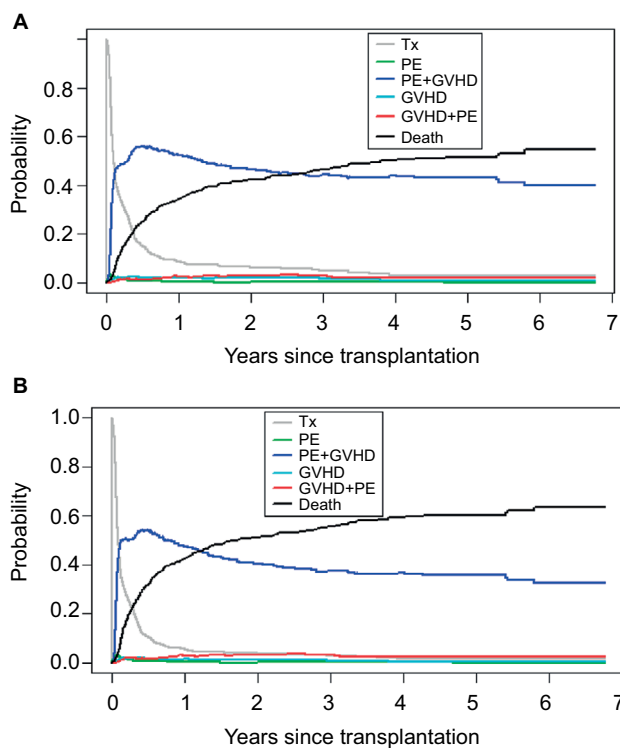 A
Tx
PE
PE+GVHD
GVHD
GVHD+PE
Death
Probability
0.8
0.6
0.4
0.2
0.0
0 1 2 3 4 5 6 7
Years since transplantation
B
Tx
PE
PE+GVHD
GVHD
GVHD+PE
Death
Probability
1.0
0.8
0.6
0.4
0.2
0.0
0 1 2 3 4 5 6 7
Years since transplantation